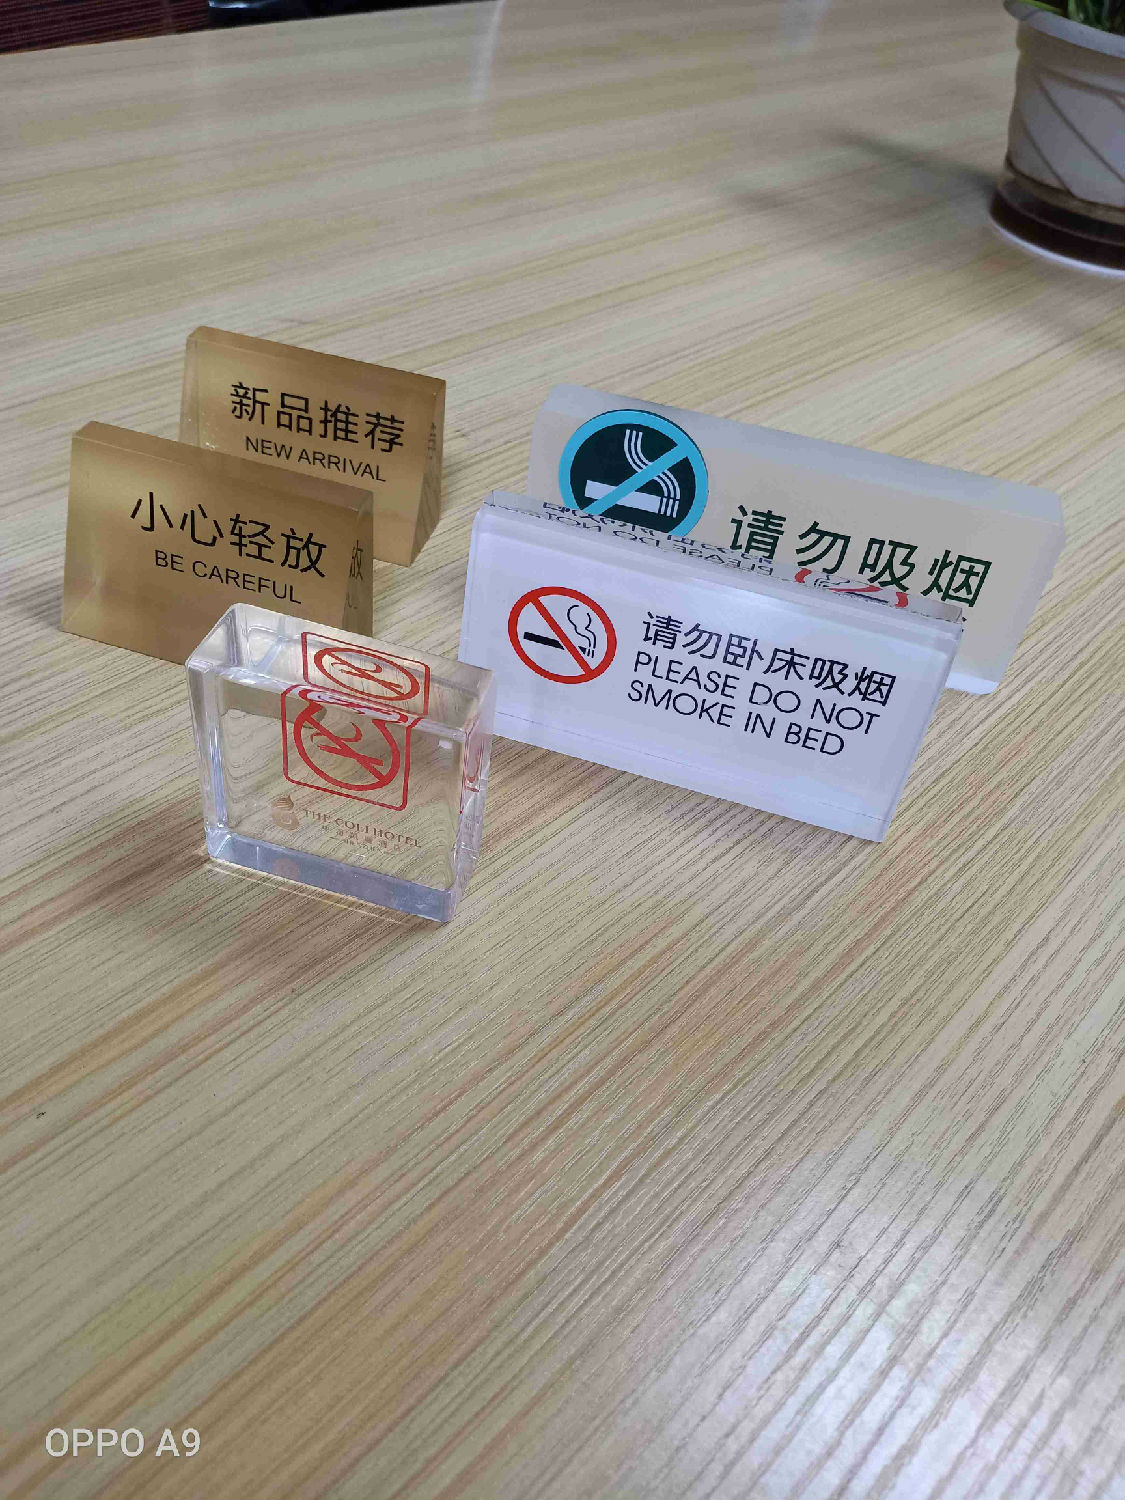 新品推荐
NEW ARRIVAL
小心轻放
BE CAREFUL
请勿吸烟
请勿卧床吸烟
PLEASE DO NOT
SMOKE IN BED
THE COLI HOTEL
OPPO A9